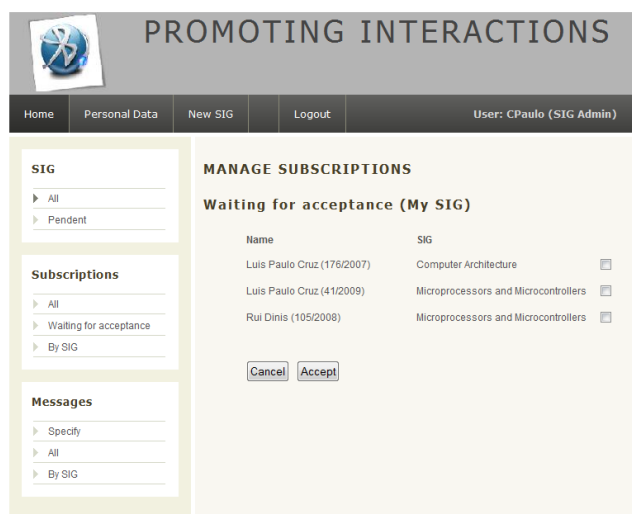 PROMOTING INTERACTIONS
Home Personal Data New SIG Logout User: CPaulo (SIG Admin)
SIG
All
Pendent
Subscriptions
All
Waiting for acceptance
By SIG
Messages
Specify
All
By SIG
MANAGE SUBSCRIPTIONS
Waiting for acceptance (My SIG)
Name SIG
Luis Paulo Cruz (176/2007) Computer Architecture
Luis Paulo Cruz (41/2009) Microprocessors and Microcontrollers
Rui Dinis (105/2008) Microprocessors and Microcontrollers
Cancel Accept